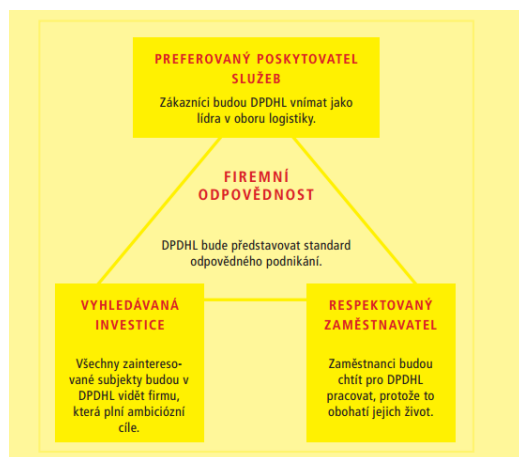 PREFEROVANÝ POSKYTOVATEL
SLUŽEB
Zákazníci budou DPDHL vnímat jako
lídra v oboru logistiky.
FIREMNÍ
ODPOVĚDNOST
DPDHL bude představovat standard
odpovědného podnikání.
VYHLEDÁVANÁ
INVESTICE
Všechny zaintereso-
vané subjekty budou v
DPDHL vidět firmu,
která plní ambiciózní
cíle.
RESPEKTOVANÝ
ZAMĚSTNAVATEL
Zaměstnanci budou
chtít pro DPDHL
pracovat, protože to
obohatí jejich život.